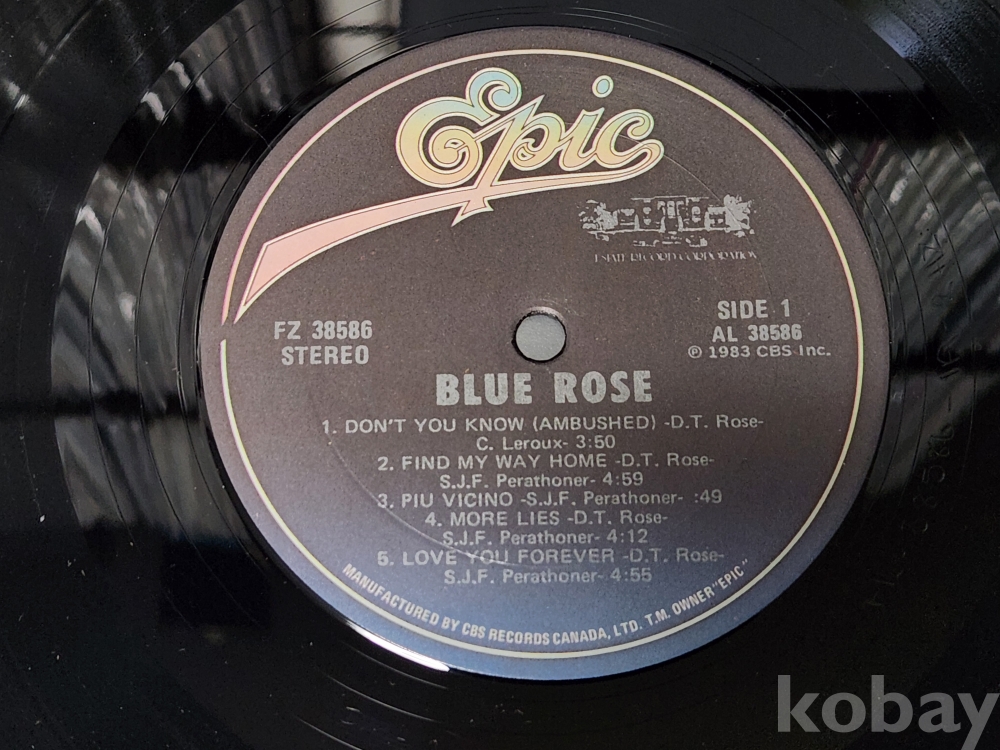 Epic
ESTATE RECORD CORPORATION
FZ 38586
STEREO
SIDE 1
AL 38586
℗ 1983 CBS Inc.
BLUE ROSE
1. DON'T YOU KNOW (AMBUSHED) -D.T. Rose-
C. Leroux- 3:50
2. FIND MY WAY HOME -D.T. Rose-
S.J.F. Perathoner- 4:59
3. PIU VICINO -S.J.F. Perathoner- :49
4. MORE LIES -D.T. Rose-
S.J.F. Perathoner- 4:12
5. LOVE YOU FOREVER -D.T. Rose-
S.J.F. Perathoner- 4:55
MANUFACTURED BY CBS RECORDS CANADA, LTD. T.M. OWNER "EPIC"
kobay